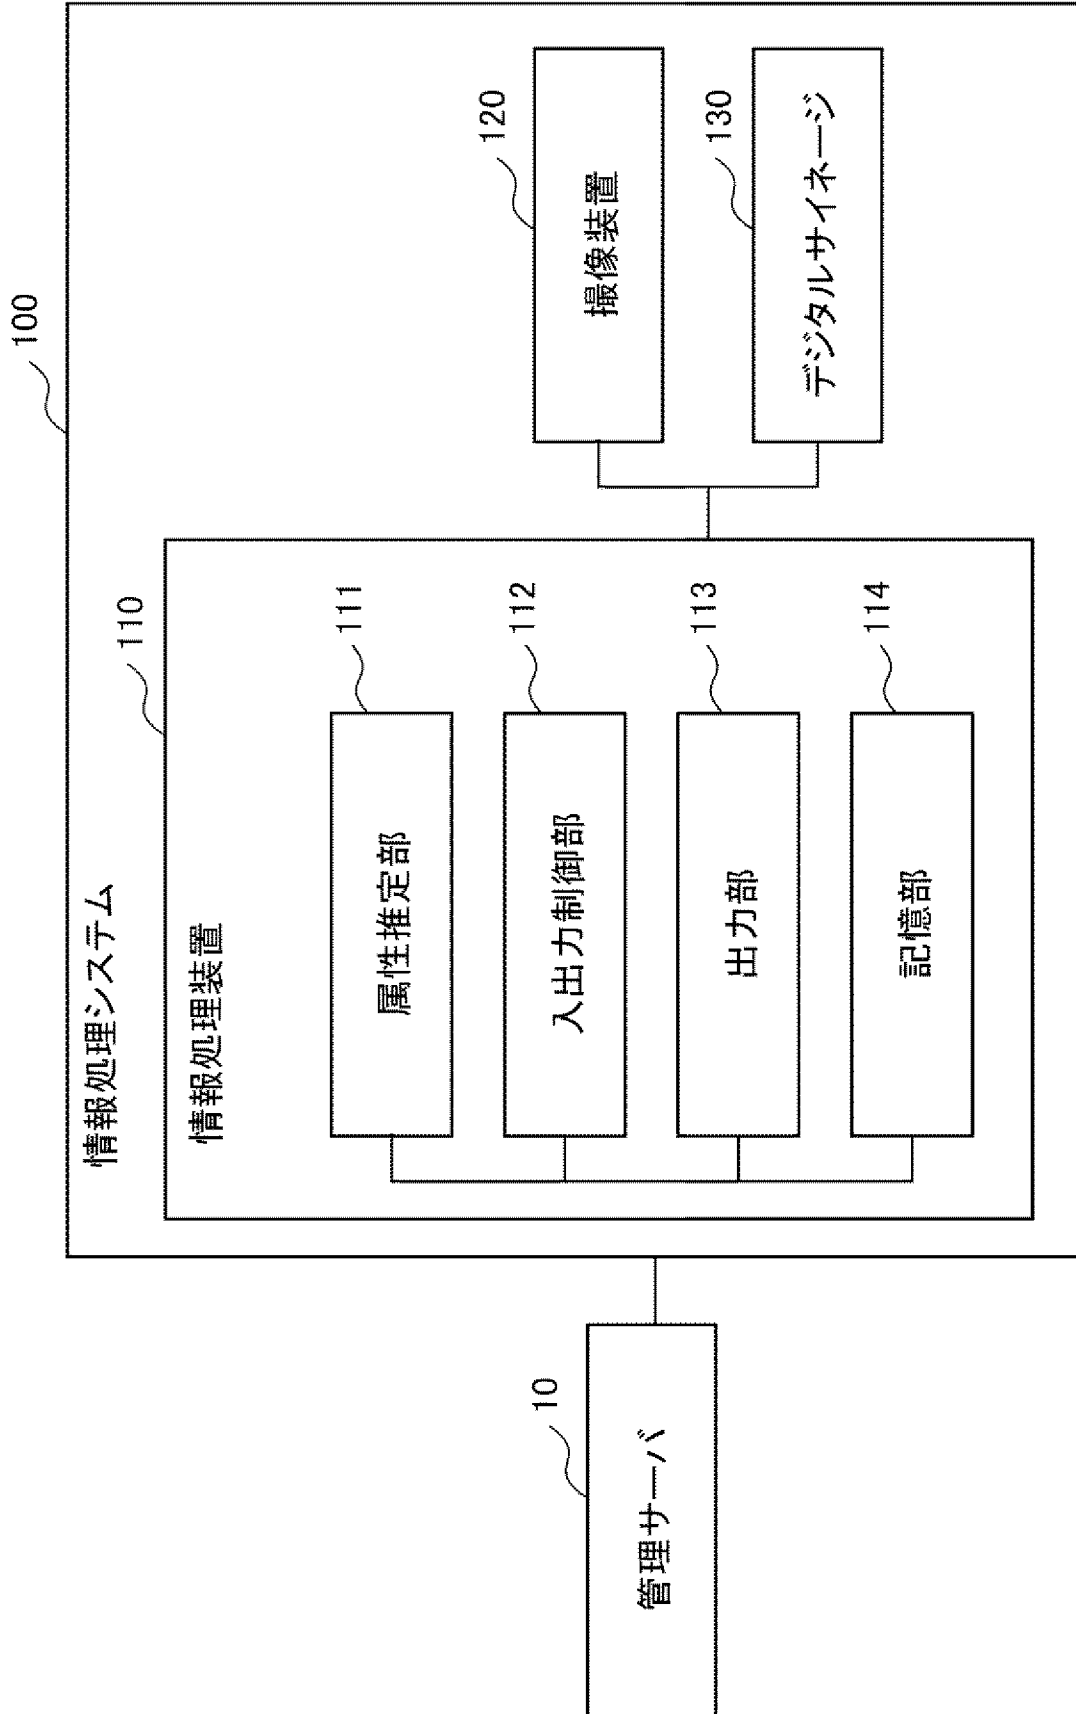 100
情報処理システム
110
情報処理装置
111
属性推定部
112
入出力制御部
113
出力部
114
記憶部
120
撮像装置
130
デジタルサイネージ
10
管理サーバ